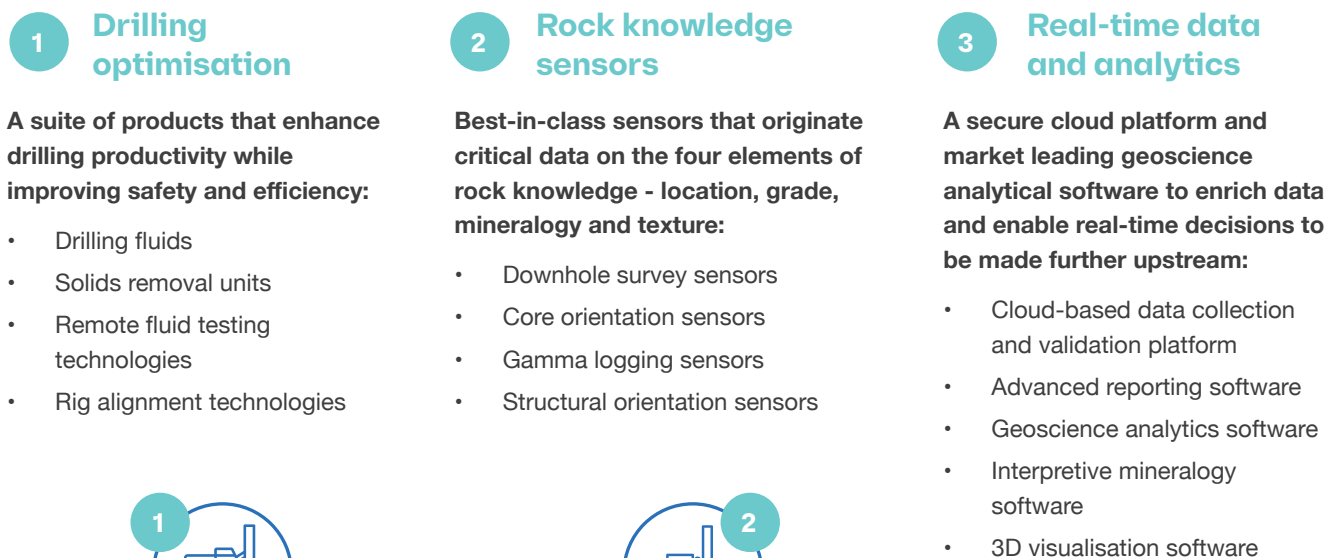 1
Drilling
optimisation
A suite of products that enhance
drilling productivity while
improving safety and efficiency:
• Drilling fluids
• Solids removal units
• Remote fluid testing
technologies
• Rig alignment technologies
1
2
Rock knowledge
sensors
Best-in-class sensors that originate
critical data on the four elements of
rock knowledge - location, grade,
mineralogy and texture:
• Downhole survey sensors
• Core orientation sensors
• Gamma logging sensors
• Structural orientation sensors
2
3
Real-time data
and analytics
A secure cloud platform and
market leading geoscience
analytical software to enrich data
and enable real-time decisions to
be made further upstream:
• Cloud-based data collection
and validation platform
• Advanced reporting software
• Geoscience analytics software
• Interpretive mineralogy
software
• 3D visualisation software